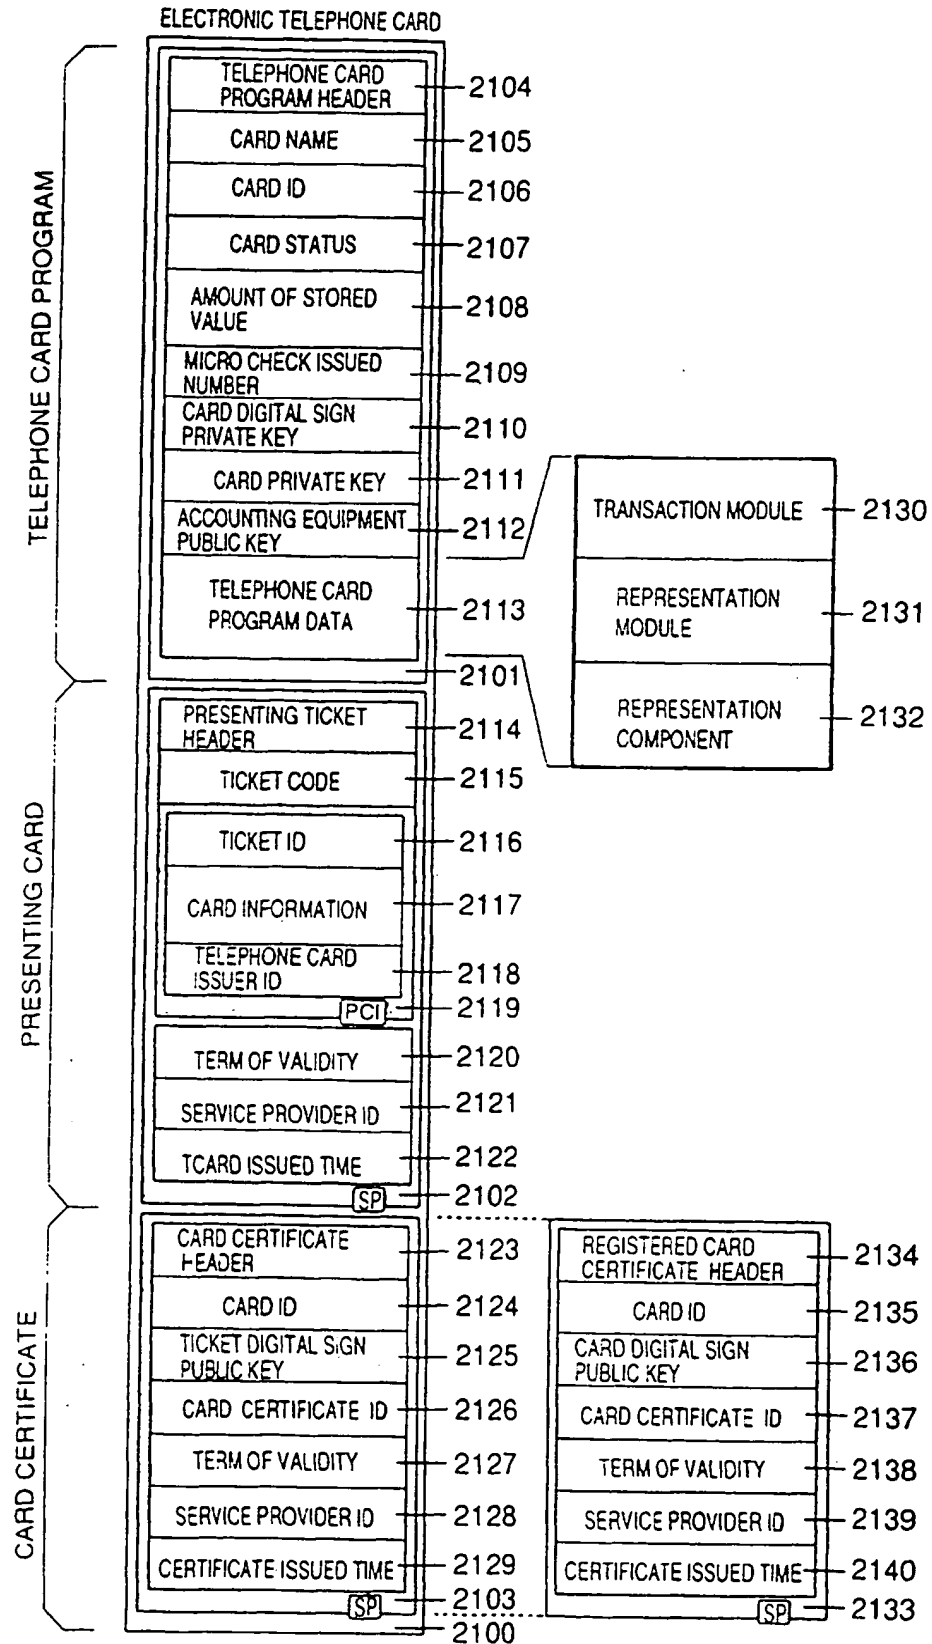 ELECTRONIC TELEPHONE CARD
TELEPHONE CARD PROGRAM
TELEPHONE CARD
PROGRAM HEADER
2104
CARD NAME
2105
CARD ID
2106
CARD STATUS
2107
AMOUNT OF STORED
VALUE
2108
MICRO CHECK ISSUED
NUMBER
2109
CARD DIGITAL SIGN
PRIVATE KEY
2110
CARD PRIVATE KEY
2111
ACCOUNTING EQUIPMENT
PUBLIC KEY
2112
TELEPHONE CARD
PROGRAM DATA
2113
2101
TRANSACTION MODULE
2130
REPRESENTATION
MODULE
2131
REPRESENTATION
COMPONENT
2132
PRESENTING CARD
PRESENTING TICKET
HEADER
2114
TICKET CODE
2115
TICKET ID
2116
CARD INFORMATION
2117
TELEPHONE CARD
ISSUER ID
2118
PCI
2119
TERM OF VALIDITY
2120
SERVICE PROVIDER ID
2121
TCARD ISSUED TIME
2122
SP
2102
CARD CERTIFICATE
CARD CERTIFICATE
HEADER
2123
CARD ID
2124
TICKET DIGITAL SIGN
PUBLIC KEY
2125
CARD CERTIFICATE ID
2126
TERM OF VALIDITY
2127
SERVICE PROVIDER ID
2128
CERTIFICATE ISSUED TIME
2129
SP
2103
2100
REGISTERED CARD
CERTIFICATE HEADER
2134
CARD ID
2135
CARD DIGITAL SIGN
PUBLIC KEY
2136
CARD CERTIFICATE ID
2137
TERM OF VALIDITY
2138
SERVICE PROVIDER ID
2139
CERTIFICATE ISSUED TIME
2140
SP
2133